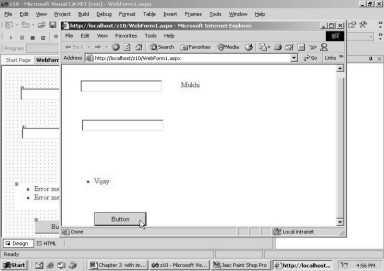 z10 - Microsoft Visual C#.NET [run] - WebForm1.aspx
http://localhost/z10/WebForm1.aspx - Microsoft Internet Explorer
File Edit View Project Build Debug Format Table Insert Frames Tools Window Help
File Edit View Favorites Tools Help
Back Search Favorites Media
Program
Address http://localhost/z10/WebForm1.aspx Go Links »
Start Page WebForm
Mukhi
Vijay
Error me
Error me
Bu
Button
Design HTML
Done Local intranet
Ready
Start Chapter 3 with im... z10 - Microsoft Vis... Jasc Paint Shop Pro http://localhost... 4:56 PM